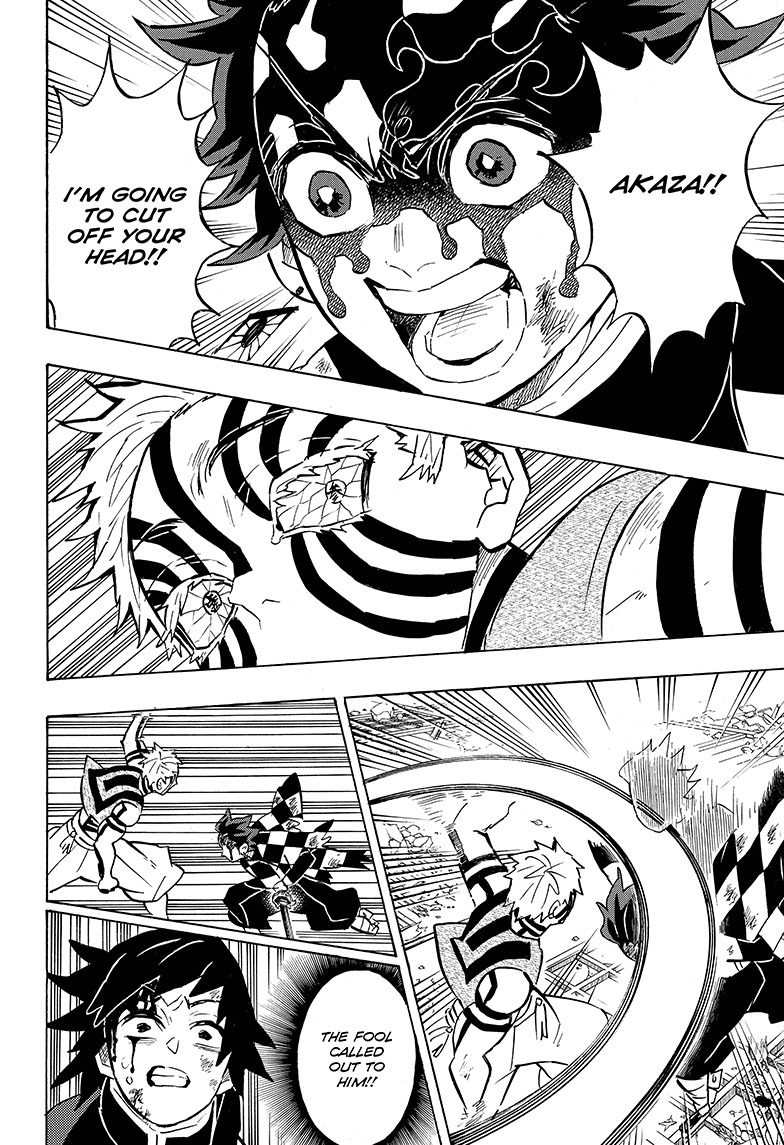 AKAZA!!
I'M GOING
TO CUT
OFF YOUR
HEAD!!
THE FOOL
CALLED
OUT TO
HIM!!